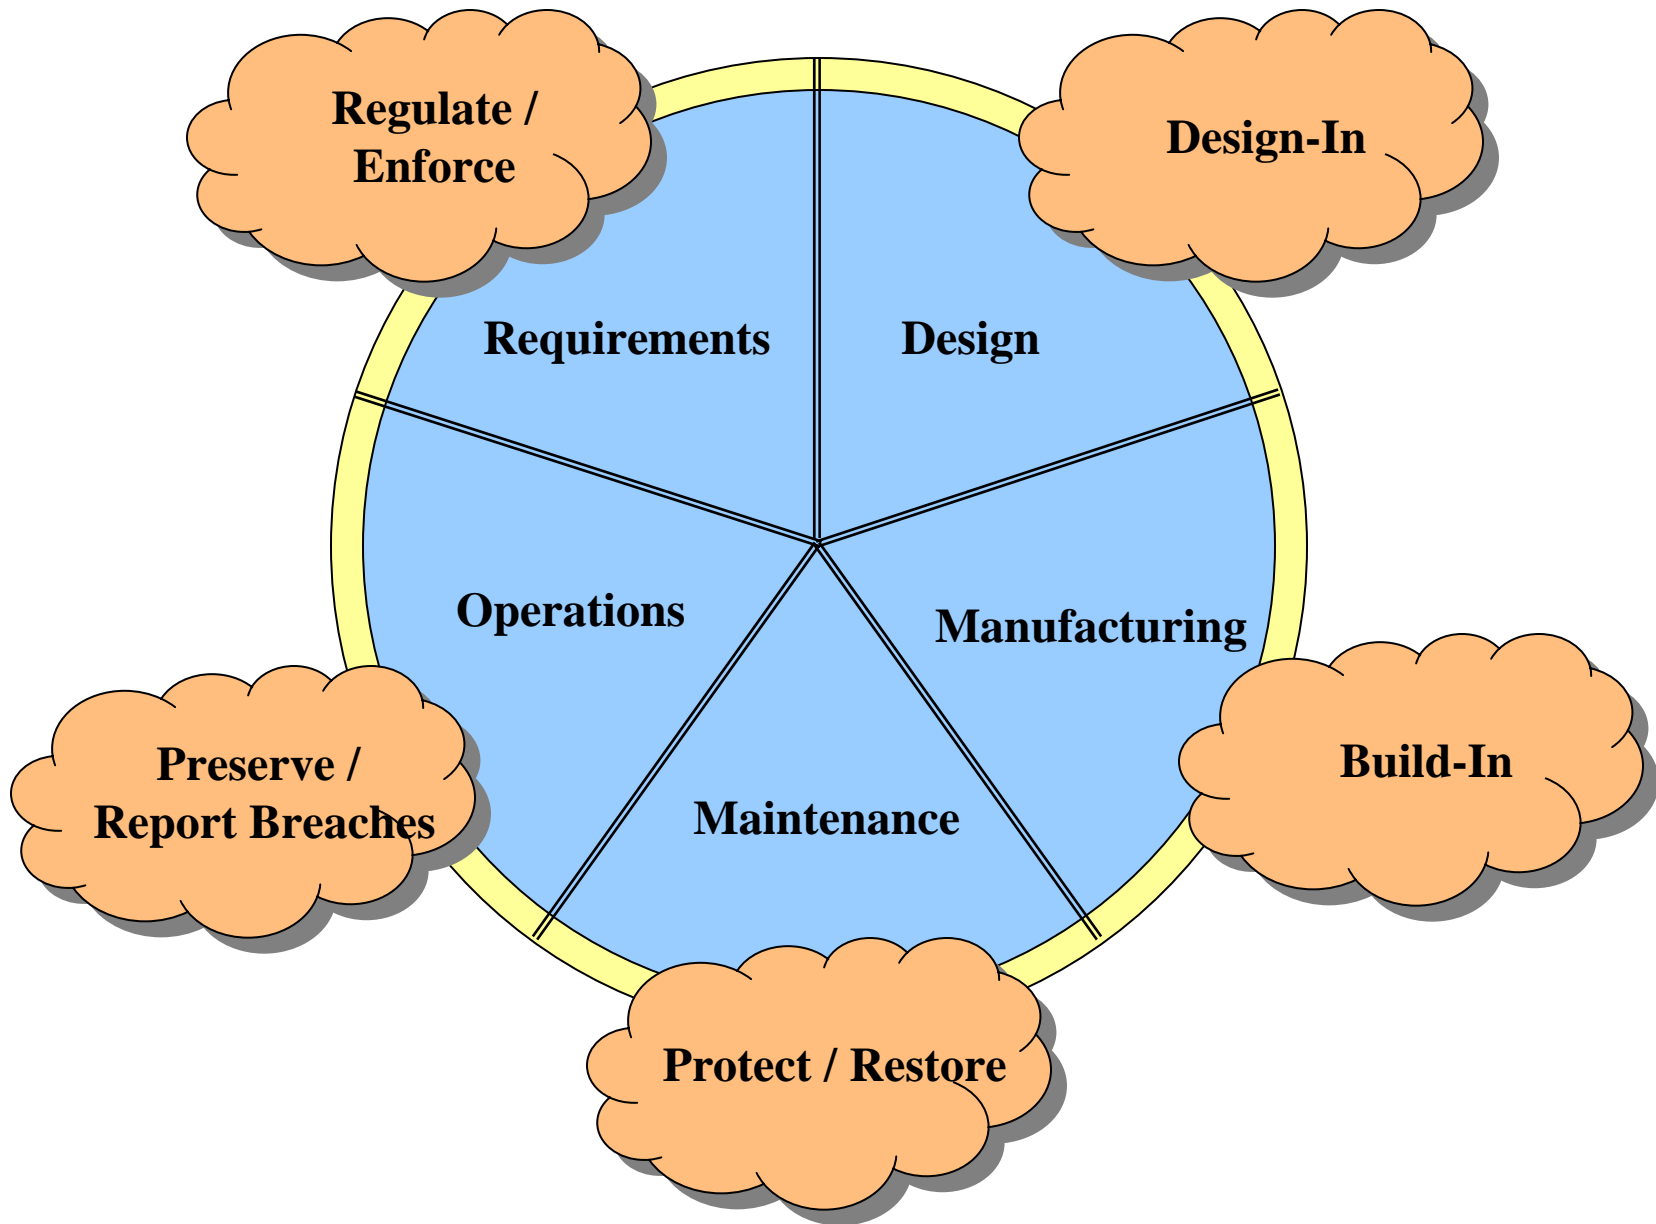 Regulate /
Enforce
Design-In
Requirements
Design
Operations
Manufacturing
Preserve /
Report Breaches
Build-In
Maintenance
Protect / Restore